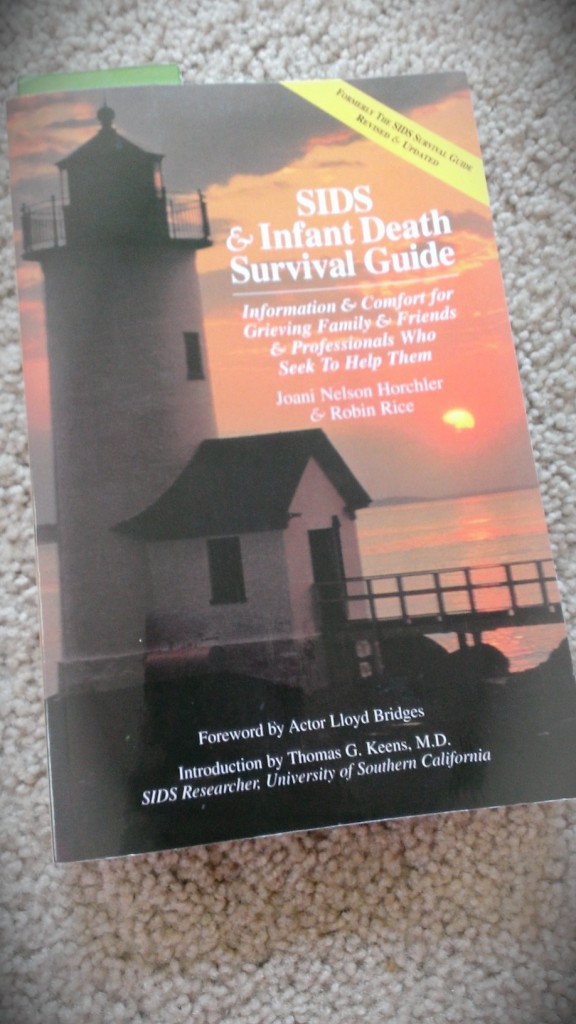 FORMERLY THE SIDS SURVIVAL GUIDE
REVISED & UPDATED
SIDS
& Infant Death
Survival Guide
Information & Comfort for
Grieving Family & Friends
& Professionals Who
Seek To Help Them
Joani Nelson Horchler
& Robin Rice
Foreword by Actor Lloyd Bridges
Introduction by Thomas G. Keens, M.D.
SIDS Researcher, University of Southern California